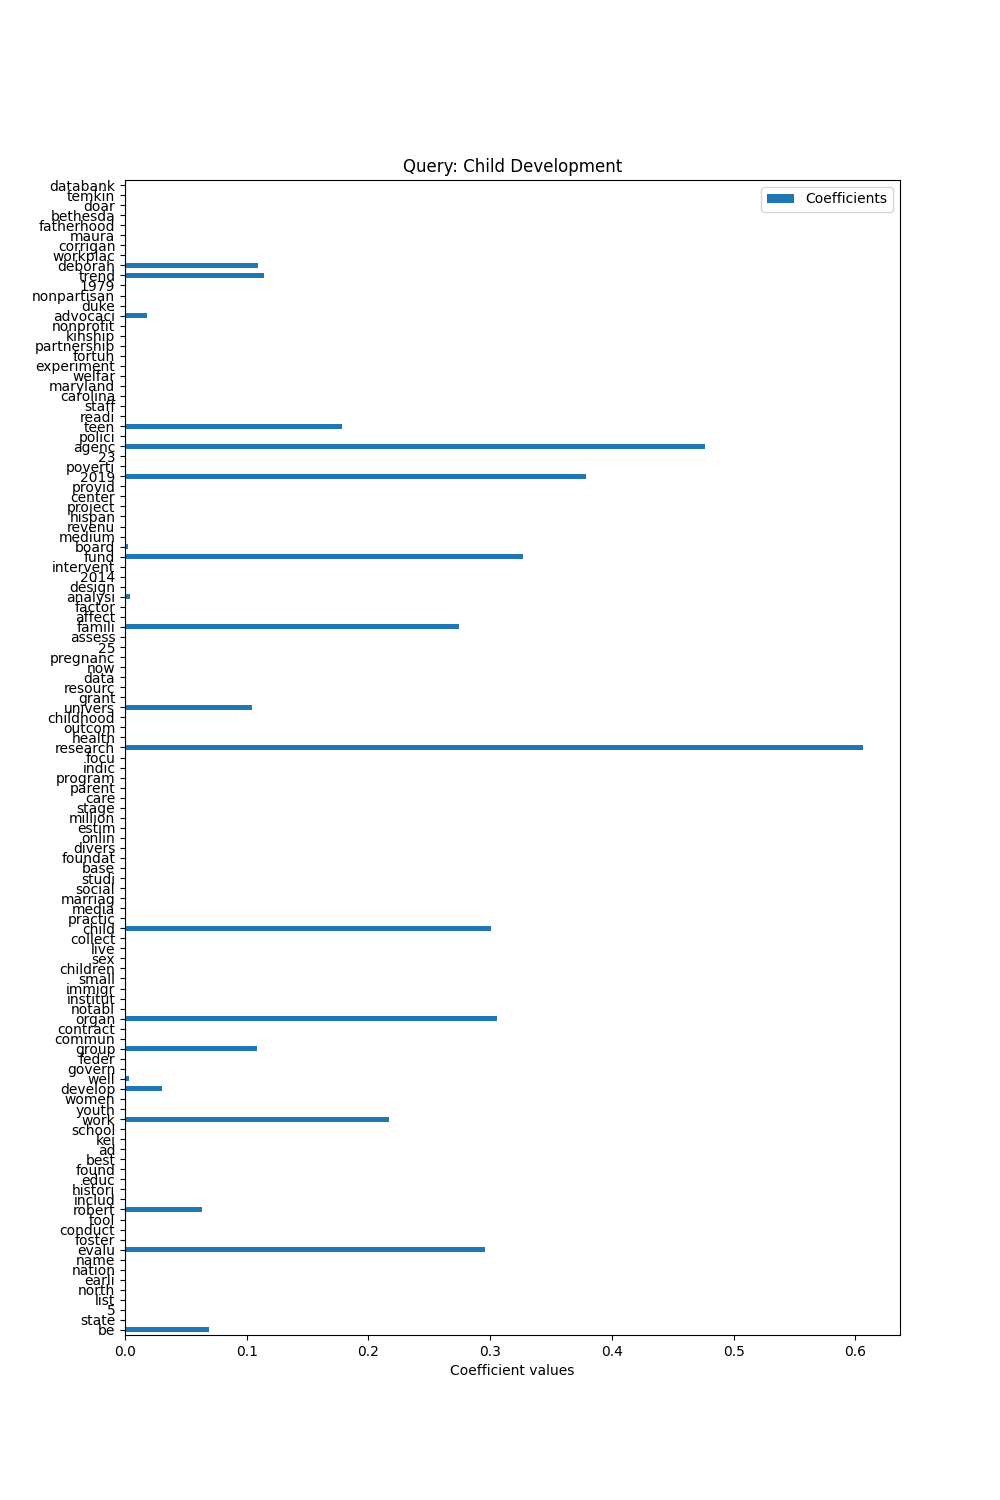 Query: Child Development
Coefficients
databank
temkin
doar
bethesda
fatherhood
maura
corrigan
workplac
deborah
trend
1979
nonpartisan
duke
advocaci
nonprofit
kinship
partnership
fortun
experiment
welfar
maryland
carolina
staff
readi
teen
polici
agenc
23
poverti
2019
provid
center
project
hispan
revenu
medium
board
fund
intervent
2014
design
analysi
factor
affect
famili
assess
25
pregnanc
now
data
resourc
grant
univers
childhood
outcom
health
research
focu
indic
program
parent
care
stage
million
estim
onlin
divers
foundat
base
studi
social
marriag
media
practic
child
collect
live
sex
children
small
immigr
institut
notabl
organ
contract
commun
group
feder
govern
well
develop
women
youth
work
school
kei
ad
best
found
educ
histori
includ
robert
tool
conduct
foster
evalu
name
nation
earli
north
list
5
state
be
0.0 0.1 0.2 0.3 0.4 0.5 0.6
Coefficient values